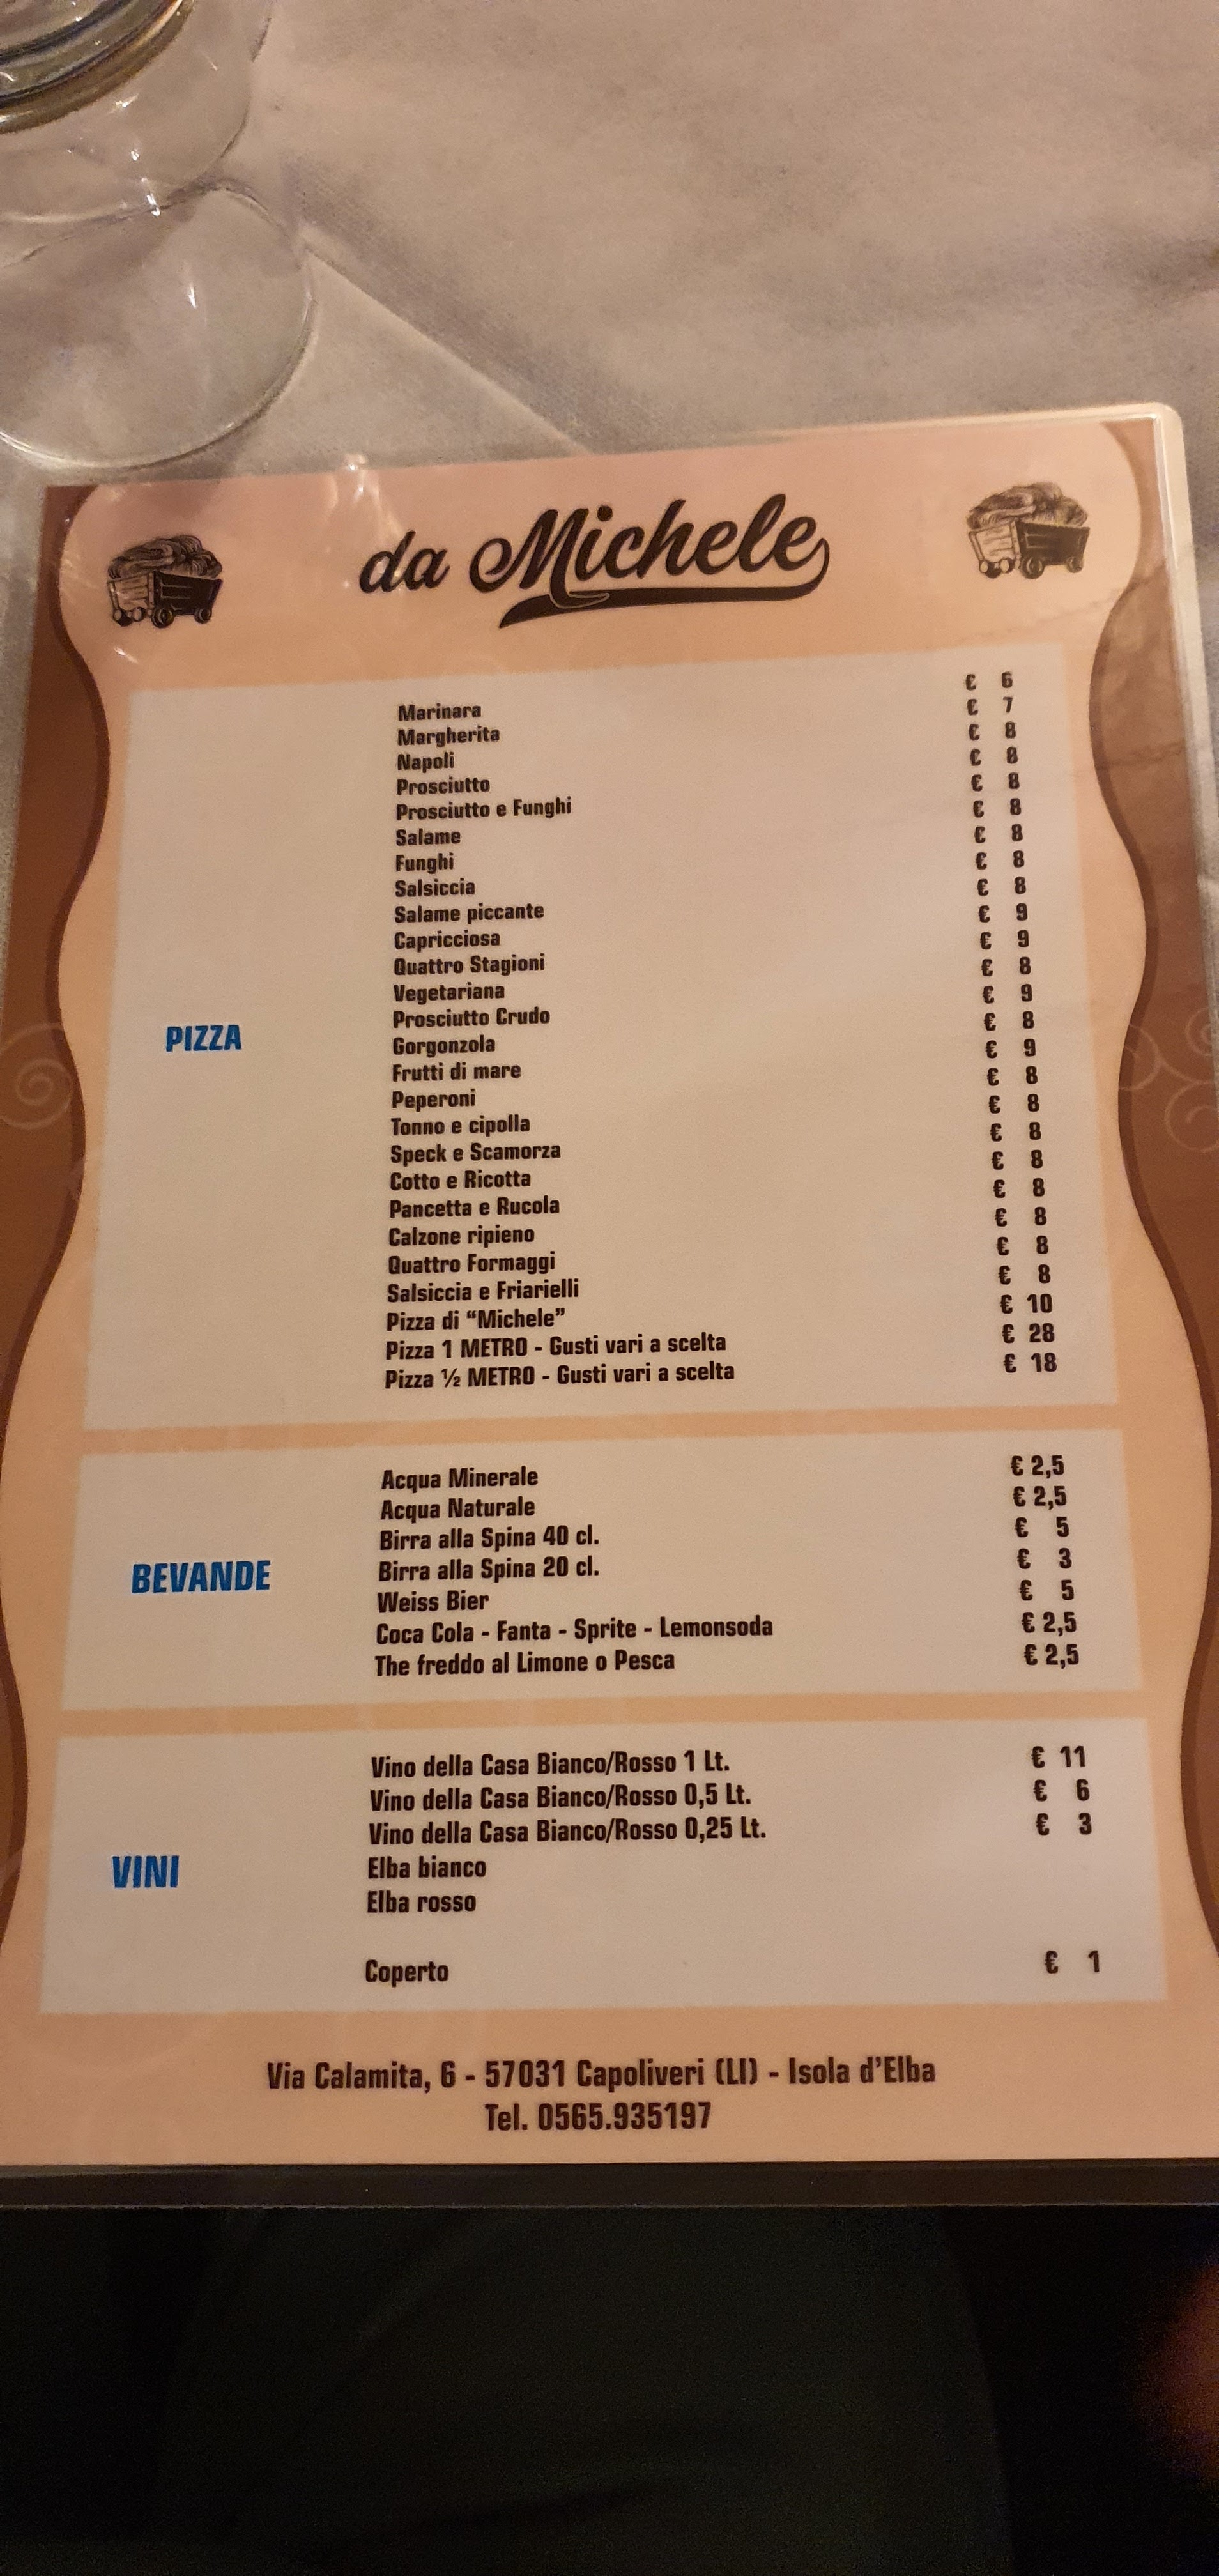 da Michele
PIZZA
Marinara € 6
Margherita € 7
Napoli € 8
Prosciutto € 8
Prosciutto e Funghi € 8
Salame € 8
Funghi € 8
Salsiccia € 8
Salame piccante € 8
Capricciosa € 9
Quattro Stagioni € 9
Vegetariana € 8
Prosciutto Crudo € 9
Gorgonzola € 8
Frutti di mare € 9
Peperoni € 8
Tonno e cipolla € 8
Speck e Scamorza € 8
Cotto e Ricotta € 8
Pancetta e Rucola € 8
Calzone ripieno € 8
Quattro Formaggi € 8
Salsiccia e Friarielli € 8
Pizza di “Michele” € 10
Pizza 1 METRO - Gusti vari a scelta € 28
Pizza ½ METRO - Gusti vari a scelta € 18
BEVANDE
Acqua Minerale € 2,5
Acqua Naturale € 2,5
Birra alla Spina 40 cl. € 5
Birra alla Spina 20 cl. € 3
Weiss Bier € 5
Coca Cola - Fanta - Sprite - Lemonsoda € 2,5
The freddo al Limone o Pesca € 2,5
VINI
Vino della Casa Bianco/Rosso 1 Lt. € 11
Vino della Casa Bianco/Rosso 0,5 Lt. € 6
Vino della Casa Bianco/Rosso 0,25 Lt. € 3
Elba bianco
Elba rosso
Coperto € 1
Via Calamita, 6 - 57031 Capoliveri (LI) - Isola d’Elba
Tel. 0565.935197